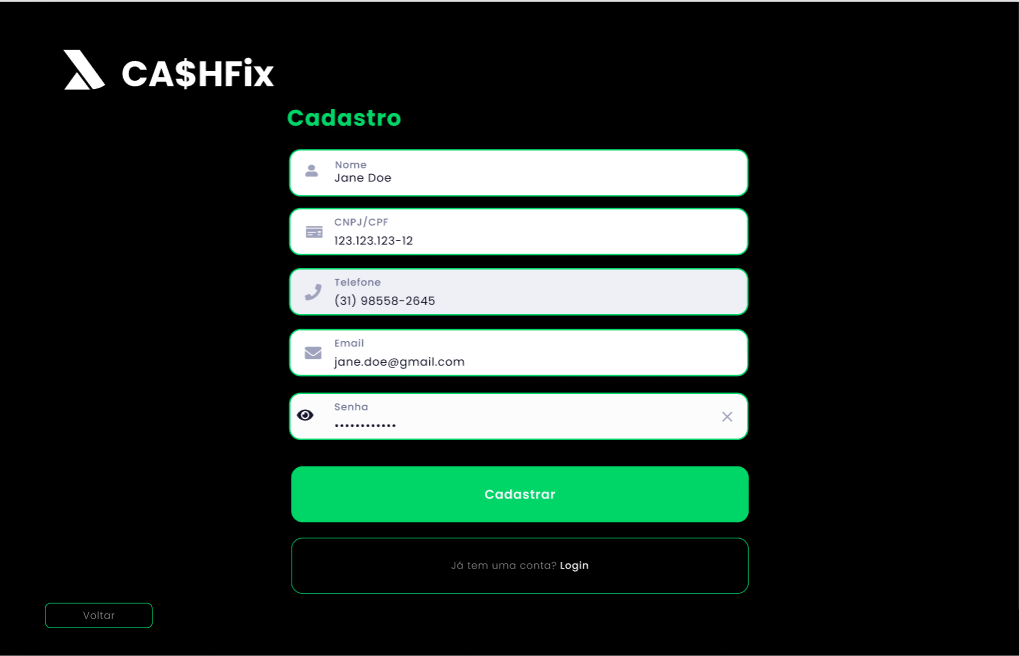 CA$HFix
Cadastro
Nome
Jane Doe
CNPJ/CPF
123.123.123-12
Telefone
(31) 98558-2645
Email
jane.doe@gmail.com
Senha
••••••••••••
Cadastrar
Já tem uma conta? Login
Voltar